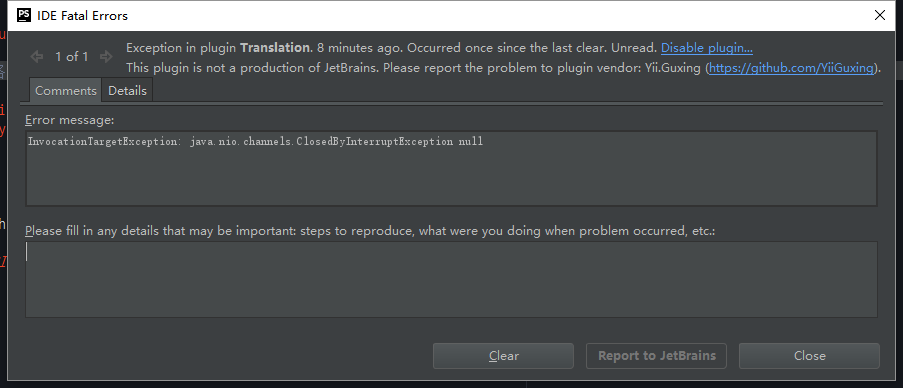 PS IDE Fatal Errors
1 of 1
Exception in plugin Translation. 8 minutes ago. Occurred once since the last clear. Unread. Disable plugin...
This plugin is not a production of JetBrains. Please report the problem to plugin vendor: Yii.Guxing (https://github.com/YiiGuxing).
Comments Details
Error message:
InvocationTargetException: java.nio.channels.ClosedByInterruptException null
Please fill in any details that may be important: steps to reproduce, what were you doing when problem occurred, etc.:
Clear Report to JetBrains Close